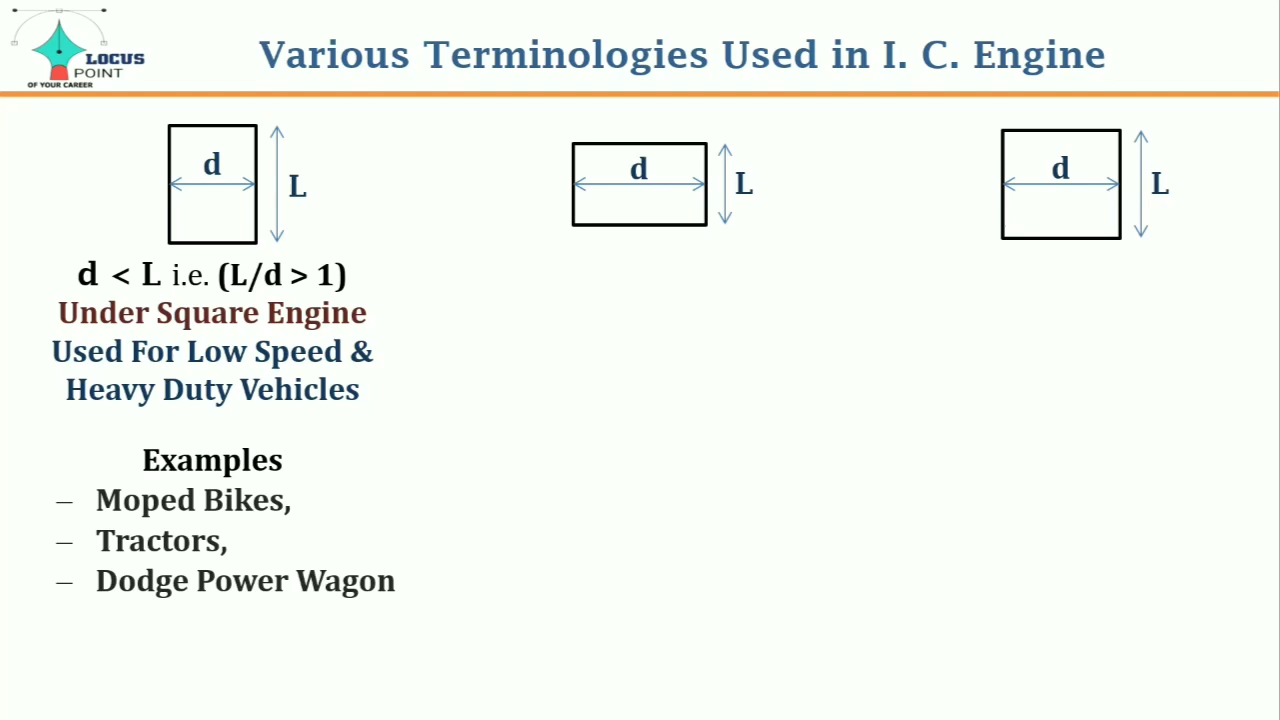 LOCUS
POINT
OF YOUR CAREER
Various Terminologies Used in I. C. Engine
d
L
d
L
d
L
d < L i.e. (L/d > 1)
Under Square Engine
Used For Low Speed &
Heavy Duty Vehicles
Examples
– Moped Bikes,
– Tractors,
– Dodge Power Wagon